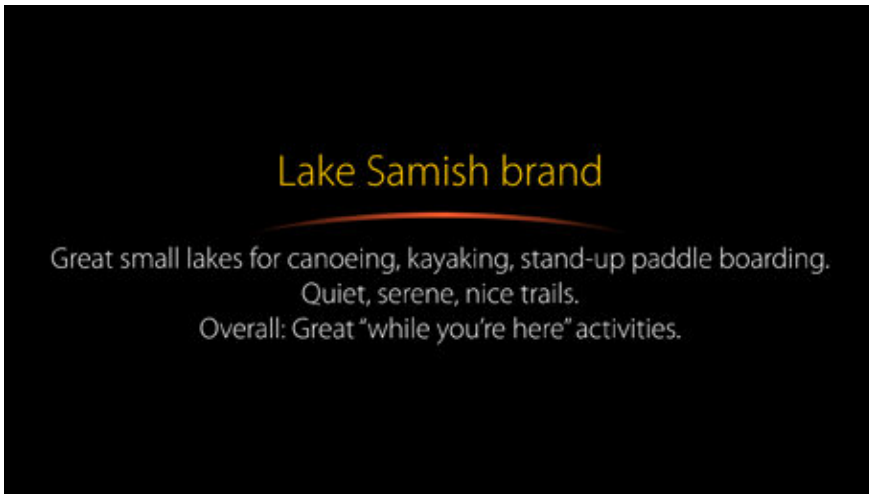 Lake Samish brand
Great small lakes for canoeing, kayaking, stand-up paddle boarding.
Quiet, serene, nice trails.
Overall: Great “while you’re here” activities.